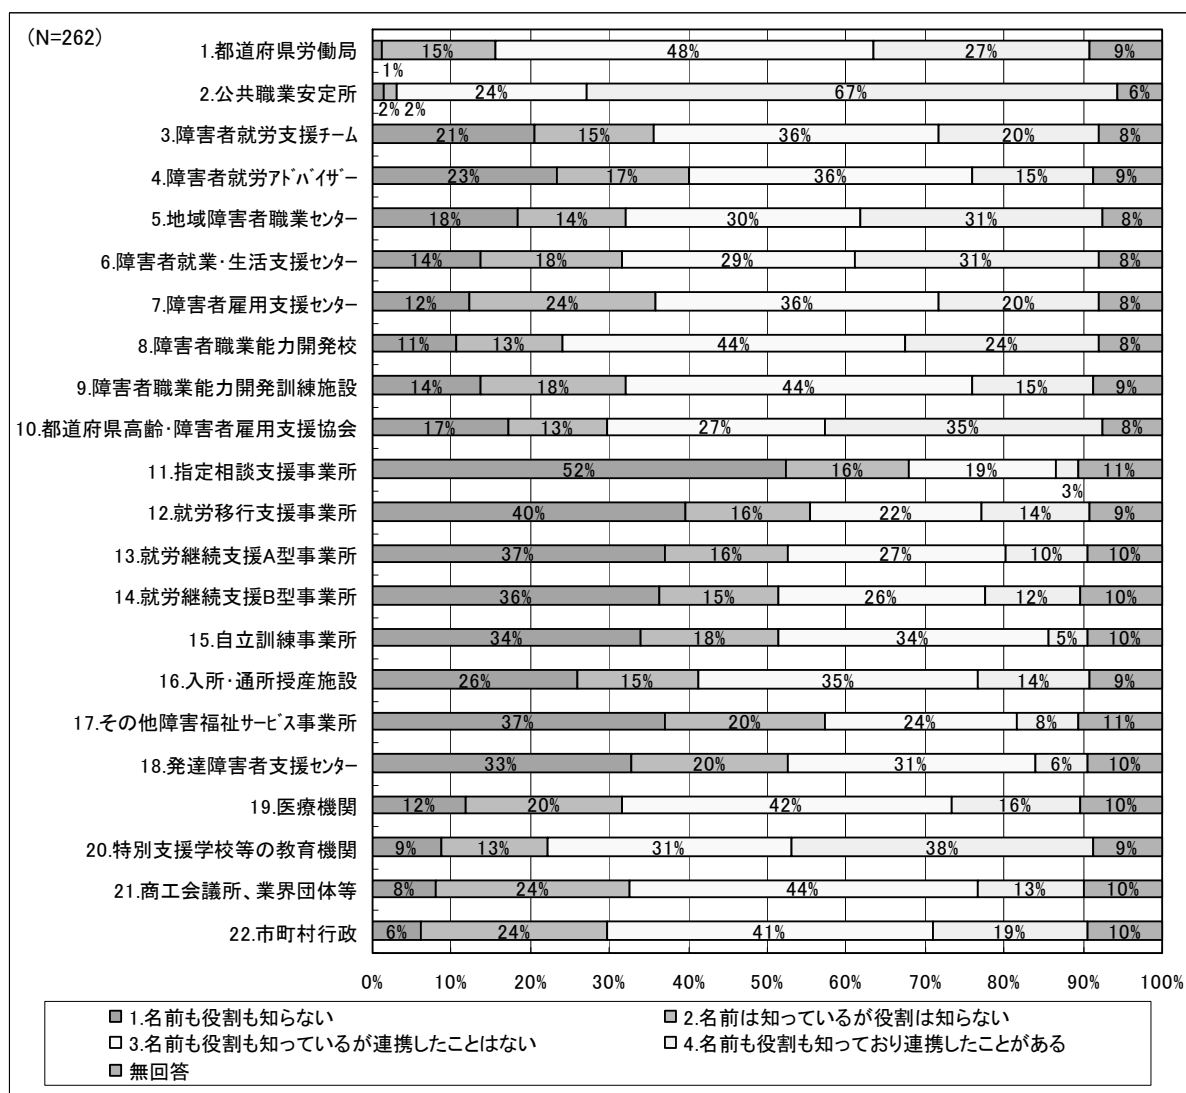 (N=262)
1.都道府県労働局 15% 48% 27% 9%
1%
2.公共職業安定所 24% 67% 6%
2% 2%
3.障害者就労支援チーム 21% 15% 36% 20% 8%
4.障害者就労ｱﾄﾞﾊﾞｲｻﾞｰ 23% 17% 36% 15% 9%
5.地域障害者職業センター 18% 14% 30% 31% 8%
6.障害者就業･生活支援ｾﾝﾀｰ 14% 18% 29% 31% 8%
7.障害者雇用支援センター 12% 24% 36% 20% 8%
8.障害者職業能力開発校 11% 13% 44% 24% 8%
9.障害者職業能力開発訓練施設 14% 18% 44% 15% 9%
10.都道府県高齢･障害者雇用支援協会 17% 13% 27% 35% 8%
11.指定相談支援事業所 52% 16% 19% 11%
3%
12.就労移行支援事業所 40% 16% 22% 14% 9%
13.就労継続支援A型事業所 37% 16% 27% 10% 10%
14.就労継続支援B型事業所 36% 15% 26% 12% 10%
15.自立訓練事業所 34% 18% 34% 5% 10%
16.入所･通所授産施設 26% 15% 35% 14% 9%
17.その他障害福祉ｻｰﾋﾞｽ事業所 37% 20% 24% 8% 11%
18.発達障害者支援ｾﾝﾀｰ 33% 20% 31% 6% 10%
19.医療機関 12% 20% 42% 16% 10%
20.特別支援学校等の教育機関 9% 13% 31% 38% 9%
21.商工会議所、業界団体等 8% 24% 44% 13% 10%
22.市町村行政 6% 24% 41% 19% 10%
0% 10% 20% 30% 40% 50% 60% 70% 80% 90% 100%
1.名前も役割も知らない 2.名前は知っているが役割は知らない
3.名前も役割も知っているが連携したことはない 4.名前も役割も知っており連携したことがある
無回答